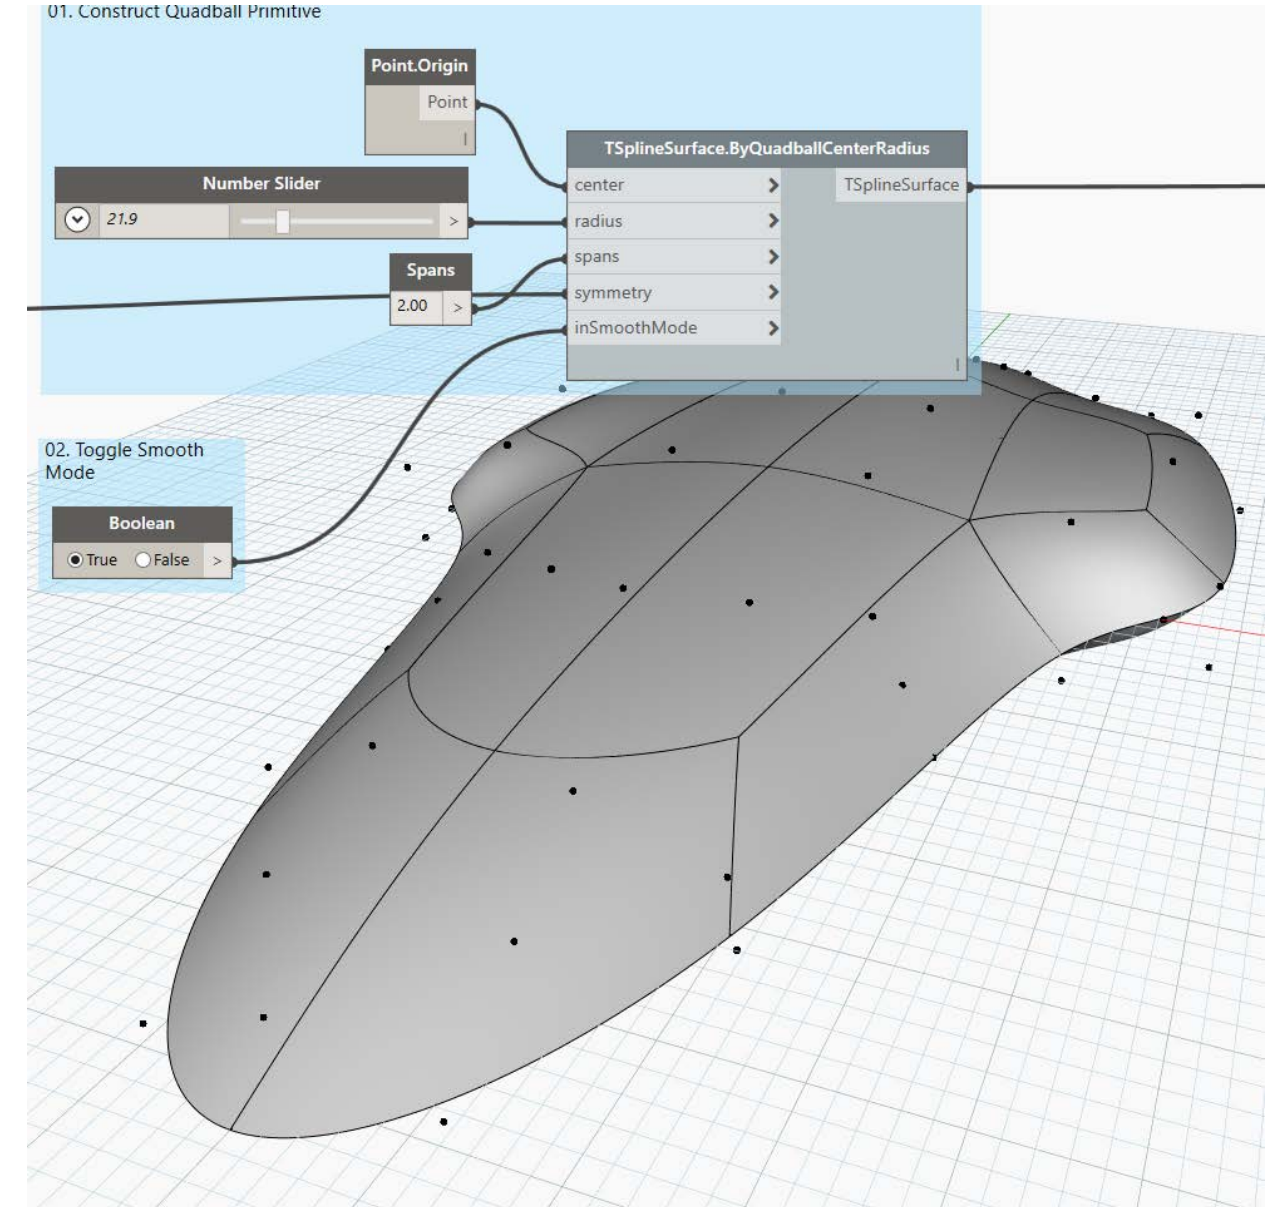 01. Construct Quadball Primitive
Point.Origin
Point
TSplineSurface.ByQuadballCenterRadius
center > TSplineSurface
radius >
spans >
symmetry >
inSmoothMode >
Number Slider
21.9 >
Spans
2.00 >
02. Toggle Smooth
Mode
Boolean
True False >